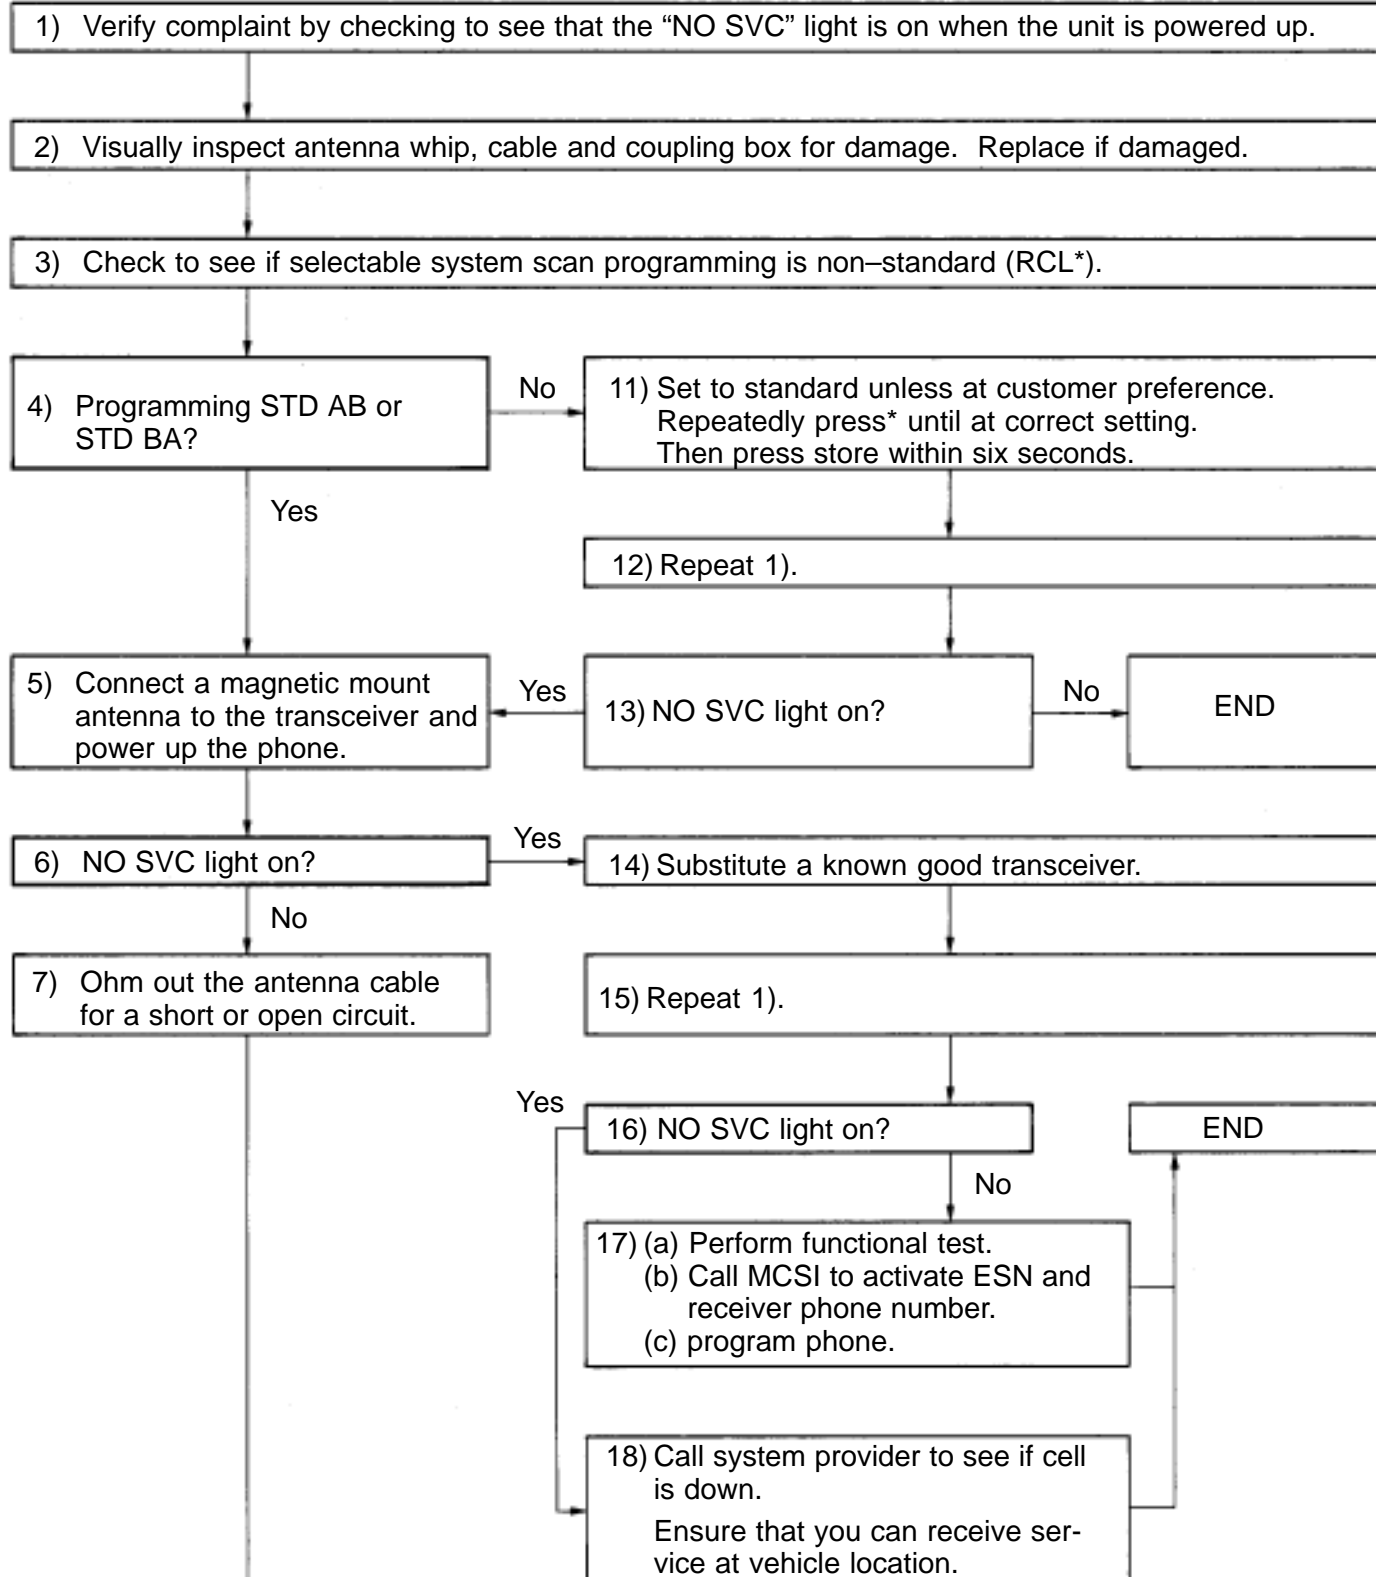 1) Verify complaint by checking to see that the “NO SVC” light is on when the unit is powered up.
2) Visually inspect antenna whip, cable and coupling box for damage. Replace if damaged.
3) Check to see if selectable system scan programming is non–standard (RCL*).
4) Programming STD AB or
STD BA?
No
11) Set to standard unless at customer preference.
Repeatedly press* until at correct setting.
Then press store within six seconds.
Yes
12) Repeat 1).
5) Connect a magnetic mount
antenna to the transceiver and
power up the phone.
Yes
13) NO SVC light on?
No
END
6) NO SVC light on?
Yes
14) Substitute a known good transceiver.
No
7) Ohm out the antenna cable
for a short or open circuit.
15) Repeat 1).
Yes
16) NO SVC light on?
END
No
17) (a) Perform functional test.
(b) Call MCSI to activate ESN and
receiver phone number.
(c) program phone.
18) Call system provider to see if cell
is down.
Ensure that you can receive ser-
vice at vehicle location.